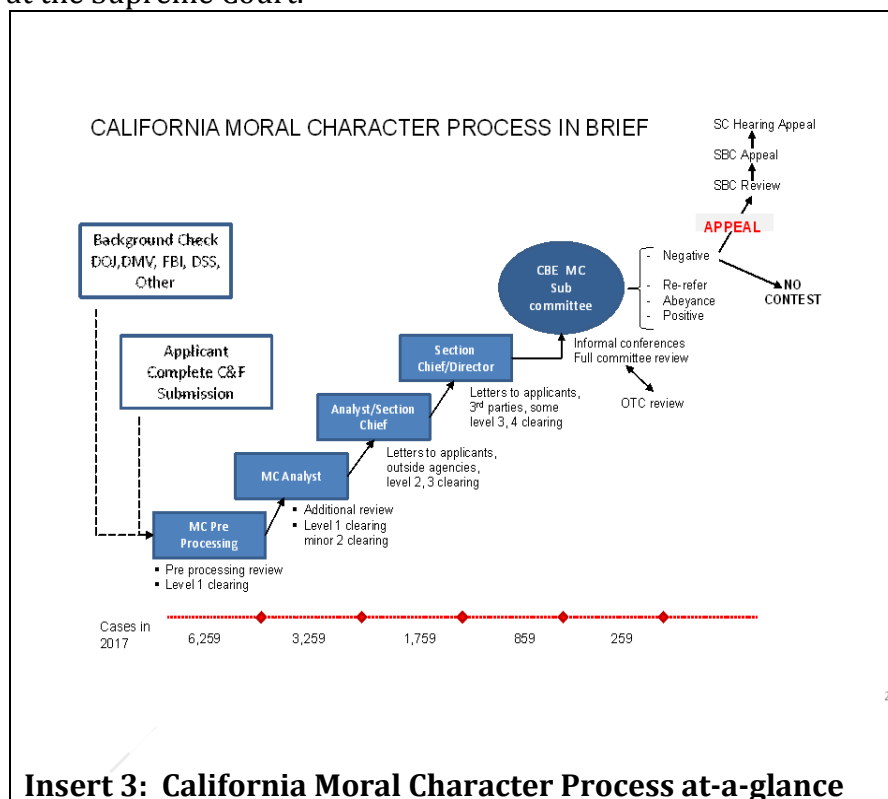 at the Supreme Court.
CALIFORNIA MORAL CHARACTER PROCESS IN BRIEF
SC Hearing Appeal
SBC Appeal
SBC Review
APPEAL
Background Check
DOJ,DMV, FBI, DSS,
Other
Applicant
Complete C&F
Submission
CBE MC
Sub
committee
- Negative
- Re-refer
- Abeyance
- Positive
NO
CONTEST
Section
Chief/Director
Informal conferences
Full committee review
OTC review
Analyst/Section
Chief
Letters to applicants,
3rd parties, some
level 3, 4 clearing
MC Analyst
Letters to applicants,
outside agencies,
level 2, 3 clearing
MC Pre
Processing
▪ Additional review
▪ Level 1 clearing
minor 2 clearing
▪ Pre processing review
▪ Level 1 clearing
Cases in
2017
6,259 3,259 1,759 859 259
2
Insert 3: California Moral Character Process at-a-glance